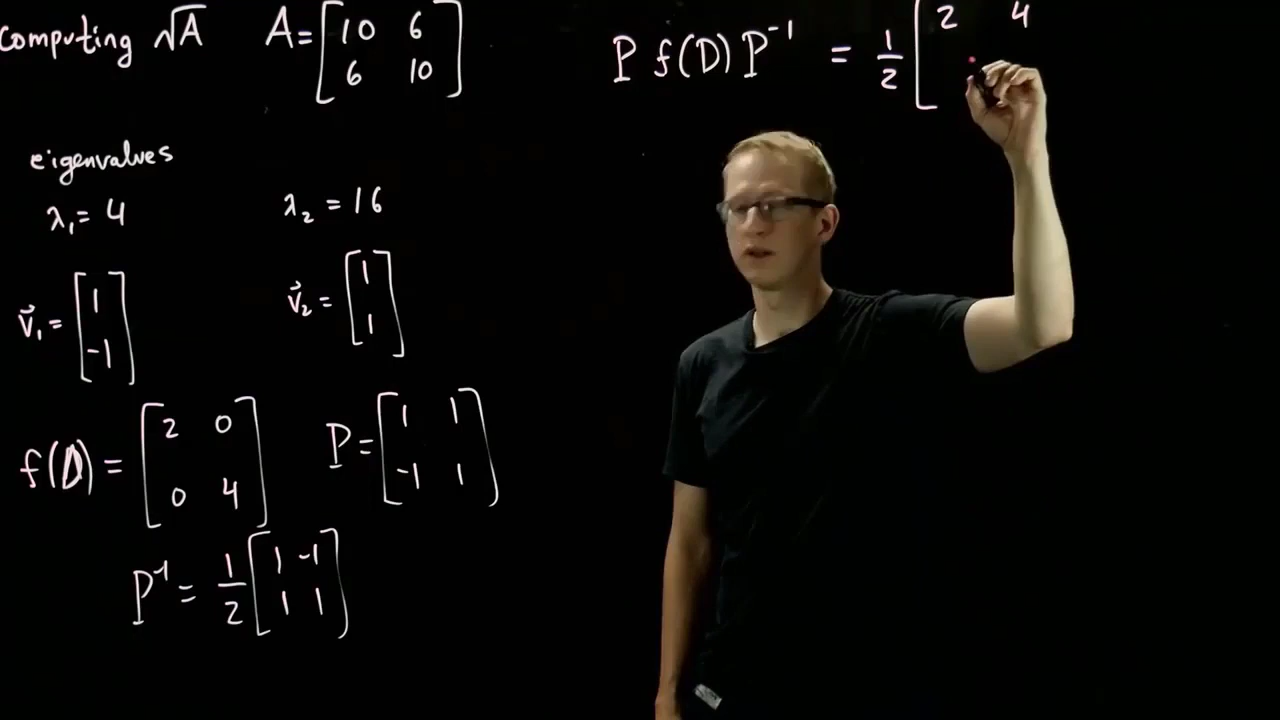 computing √A A = [10 6
6 10]
eigenvalues
λ₁ = 4 λ₂ = 16
v⃗₁ = [1
-1] v⃗₂ = [1
1]
f(D) = [2 0
0 4] P = [1 1
-1 1]
P⁻¹ = 1/2 [1 -1
1 1]
P f(D) P⁻¹ = 1/2 [2 4